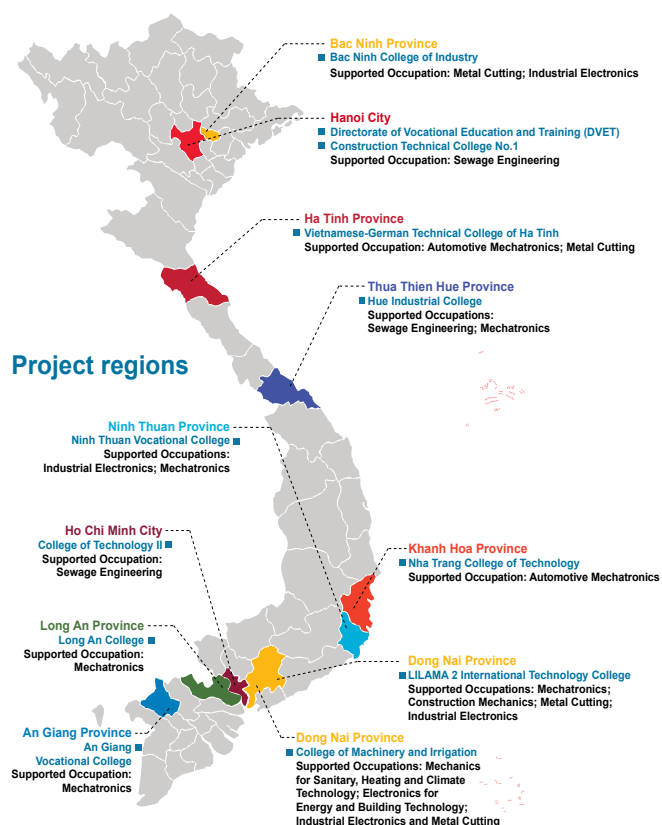 Bac Ninh Province
Bac Ninh College of Industry
Supported Occupation: Metal Cutting; Industrial Electronics
Hanoi City
Directorate of Vocational Education and Training (DVET)
Construction Technical College No.1
Supported Occupation: Sewage Engineering
Ha Tinh Province
Vietnamese-German Technical College of Ha Tinh
Supported Occupation: Automotive Mechatronics; Metal Cutting
Thua Thien Hue Province
Hue Industrial College
Supported Occupations:
Sewage Engineering; Mechatronics
Project regions
Ninh Thuan Province
Ninh Thuan Vocational College
Supported Occupations:
Industrial Electronics; Mechatronics
Ho Chi Minh City
College of Technology II
Supported Occupation:
Sewage Engineering
Khanh Hoa Province
Nha Trang College of Technology
Supported Occupation: Automotive Mechatronics
Long An Province
Long An College
Supported Occupation:
Mechatronics
Dong Nai Province
LILAMA 2 International Technology College
Supported Occupations: Mechatronics;
Construction Mechanics; Metal Cutting;
Industrial Electronics
An Giang Province
An Giang
Vocational College
Supported Occupation:
Mechatronics
Dong Nai Province
College of Machinery and Irrigation
Supported Occupations: Mechanics
for Sanitary, Heating and Climate
Technology; Electronics for
Energy and Building Technology;
Industrial Electronics and Metal Cutting